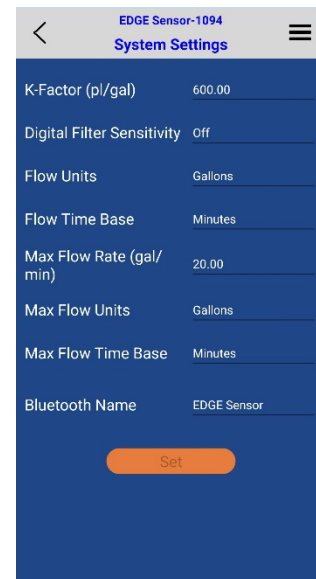 EDGE Sensor-1094
System Settings
K-Factor (pl/gal) 600.00
Digital Filter Sensitivity Off
Flow Units Gallons
Flow Time Base Minutes
Max Flow Rate (gal/
min) 20.00
Max Flow Units Gallons
Max Flow Time Base Minutes
Bluetooth Name EDGE Sensor
Set